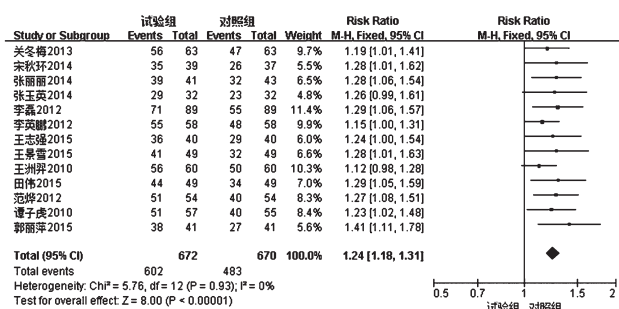 试验组 对照组 Risk Ratio Risk Ratio
Study or Subgroup Events Total Events Total Weight M-H, Fixed, 95% CI M-H, Fixed, 95% CI
关冬梅2013 56 63 47 63 9.7% 1.19 [1.01, 1.41]
宋秋环2014 35 39 26 37 5.5% 1.28 [1.01, 1.62]
张丽丽2014 39 41 32 43 6.4% 1.28 [1.06, 1.54]
张玉英2014 29 32 23 32 4.7% 1.26 [0.99, 1.61]
李磊2012 71 89 55 89 11.4% 1.29 [1.06, 1.57]
李英鹏2012 55 58 48 58 9.9% 1.15 [1.00, 1.31]
王志强2015 36 40 29 40 6.0% 1.24 [1.00, 1.54]
王景雪2015 41 49 32 49 6.6% 1.28 [1.01, 1.63]
王洲羿2010 56 60 50 60 10.3% 1.12 [0.98, 1.28]
田伟2015 44 49 34 49 7.0% 1.29 [1.05, 1.59]
范烨2012 51 54 40 54 8.3% 1.27 [1.08, 1.51]
谭子虎2010 51 57 40 55 8.4% 1.23 [1.02, 1.48]
郭丽萍2015 38 41 27 41 5.6% 1.41 [1.11, 1.78]
Total (95% CI) 672 670 100.0% 1.24 [1.18, 1.31]
Total events 602 483
Heterogeneity: Chi² = 5.76, df = 12 (P = 0.93); I² = 0%
Test for overall effect: Z = 8.00 (P < 0.00001)
0.5 0.7 1 1.5 2
试验组 对照组